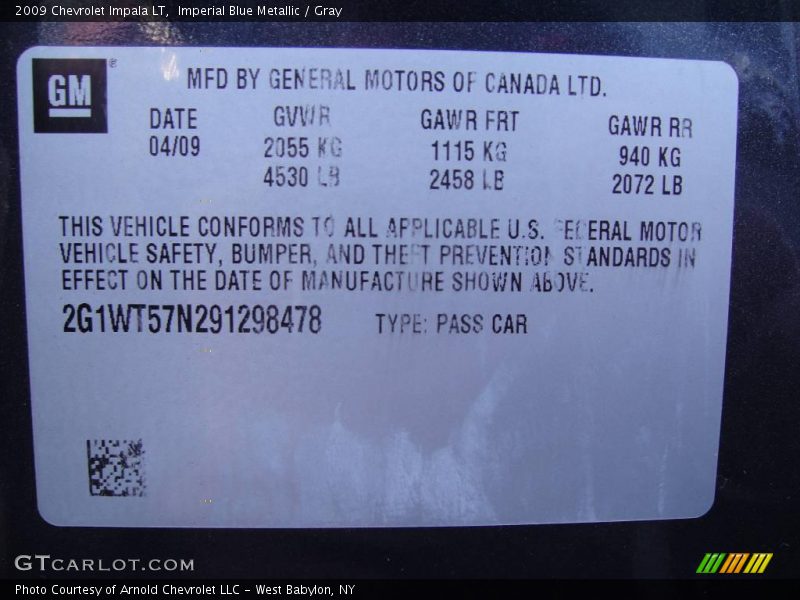 2009 Chevrolet Impala LT, Imperial Blue Metallic / Gray
GM ®
MFD BY GENERAL MOTORS OF CANADA LTD.
DATE GVWR GAWR FRT GAWR RR
04/09 2055 KG 1115 KG 940 KG
4530 LB 2458 LB 2072 LB
THIS VEHICLE CONFORMS TO ALL APPLICABLE U.S. FEDERAL MOTOR
VEHICLE SAFETY, BUMPER, AND THEFT PREVENTION STANDARDS IN
EFFECT ON THE DATE OF MANUFACTURE SHOWN ABOVE.
2G1WT57N291298478 TYPE: PASS CAR
GTCARLOT.COM
Photo Courtesy of Arnold Chevrolet LLC - West Babylon, NY